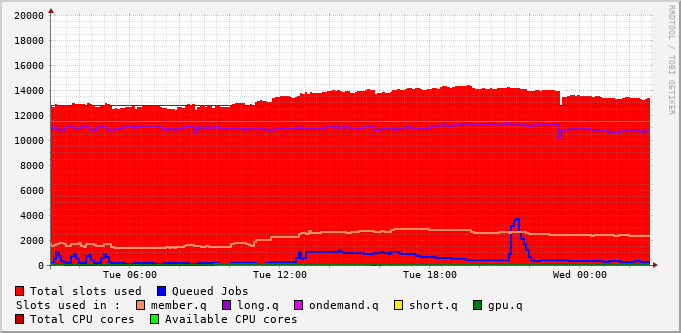 20000
18000
16000
14000
12000
10000
8000
6000
4000
2000
0
Tue 06:00 Tue 12:00 Tue 18:00 Wed 00:00
Total slots used Queued Jobs
Slots used in : member.q long.q ondemand.q short.q gpu.q
Total CPU cores Available CPU cores
RRDTOOL / TOBI OETIKER